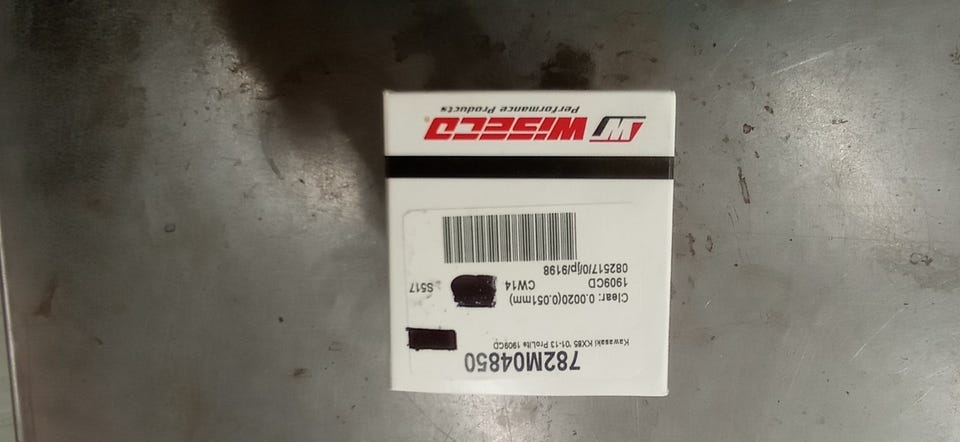 782M04850
Kawasaki KX85 '01-13 ProLite 1909CD
Clear: 0.0020(0.051mm)
1909CD CW14 S517
082517/0/jp/9198
W WISECO®
Performance Products